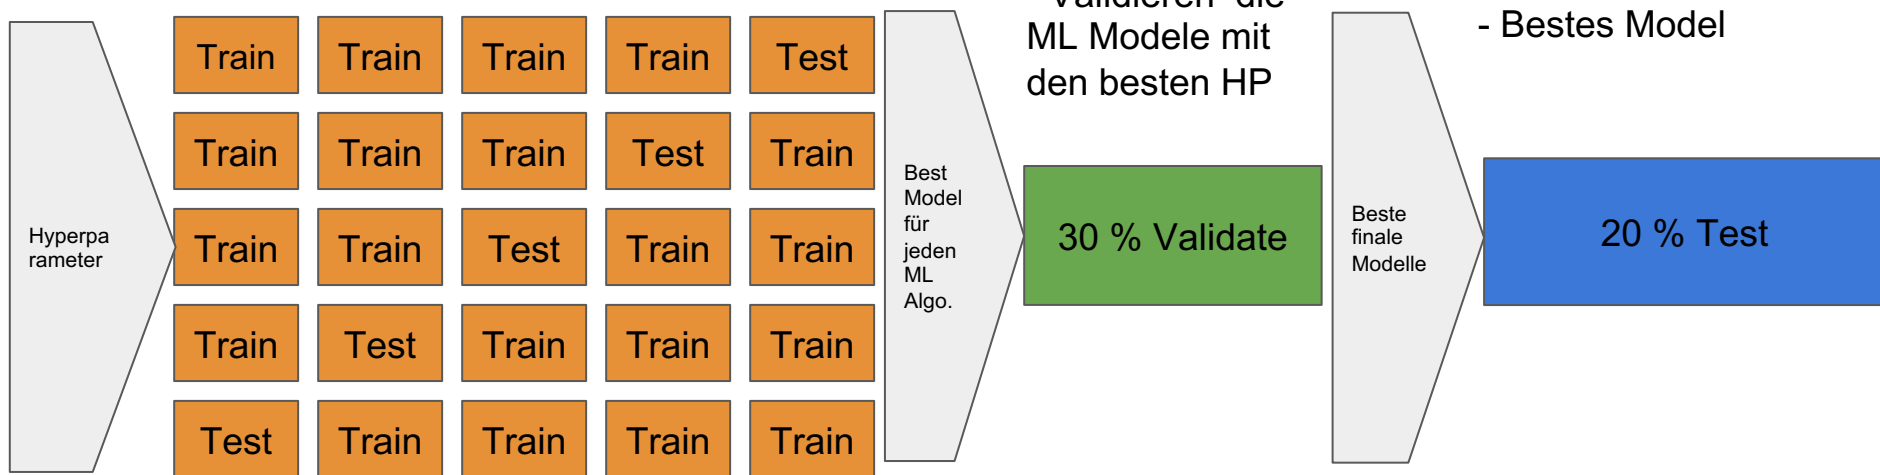 Hyperpa
rameter
Train Train Train Train Test
Train Train Train Test Train
Train Train Test Train Train
Train Test Train Train Train
Test Train Train Train Train
Best
Model
für
jeden
ML
Algo.
Validieren die
ML Modele mit
den besten HP
30 % Validate
Beste
finale
Modelle
- Bestes Model
20 % Test